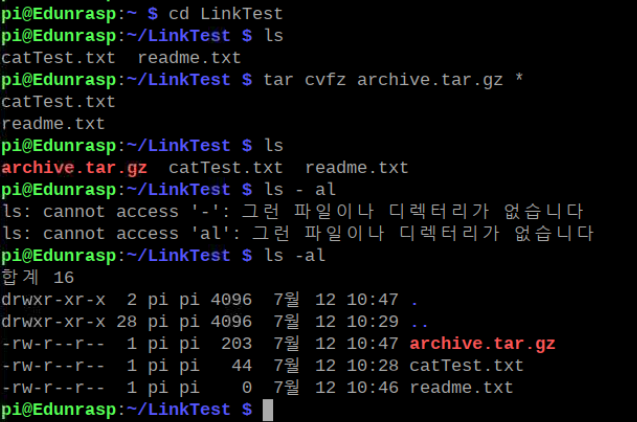 pi@Edunrasp:~ $ cd LinkTest
pi@Edunrasp:~/LinkTest $ ls
catTest.txt  readme.txt
pi@Edunrasp:~/LinkTest $ tar cvfz archive.tar.gz *
catTest.txt
readme.txt
pi@Edunrasp:~/LinkTest $ ls
archive.tar.gz  catTest.txt  readme.txt
pi@Edunrasp:~/LinkTest $ ls - al
ls: cannot access '-': 그런 파일이나 디렉터리가 없습니다
ls: cannot access 'al': 그런 파일이나 디렉터리가 없습니다
pi@Edunrasp:~/LinkTest $ ls -al
합계 16
drwxr-xr-x  2 pi pi 4096  7월 12 10:47 .
drwxr-xr-x 28 pi pi 4096  7월 12 10:29 ..
-rw-r--r--  1 pi pi  203  7월 12 10:47 archive.tar.gz
-rw-r--r--  1 pi pi   44  7월 12 10:28 catTest.txt
-rw-r--r--  1 pi pi    0  7월 12 10:46 readme.txt
pi@Edunrasp:~/LinkTest $